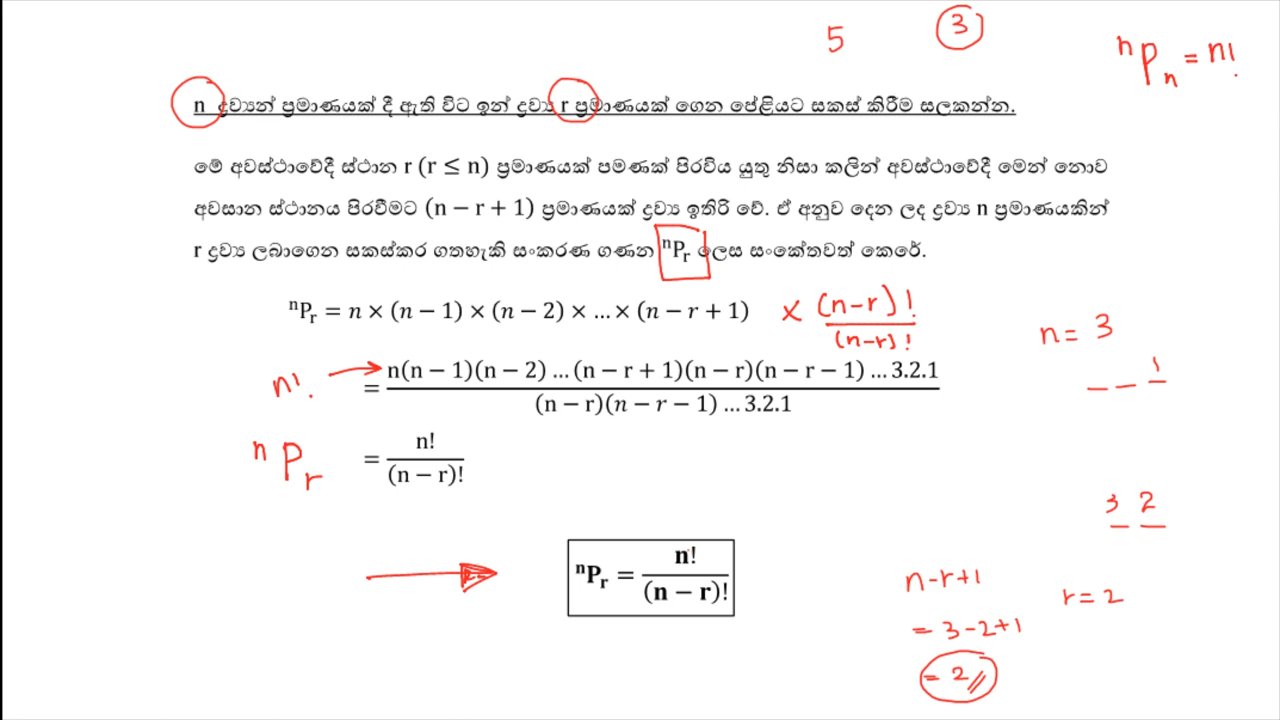 5 3
ⁿPₙ = n!
n ද්‍රව්‍යන් ප්‍රමාණයක් දී ඇති විට ඉන් ද්‍රව්‍ය r ප්‍රමාණයක් ගෙන පේළියට සකස් කිරීම සලකන්න.
මේ අවස්ථාවේදී ස්ථාන r (r ≤ n) ප්‍රමාණයක් පමණක් පිරවිය යුතු නිසා කලින් අවස්ථාවේදී මෙන් නොව
අවසාන ස්ථානය පිරවීමට (n − r + 1) ප්‍රමාණයක් ද්‍රව්‍ය ඉතිරි වේ. ඒ අනුව දෙන ලද ද්‍රව්‍ය n ප්‍රමාණයකින්
r ද්‍රව්‍ය ලබාගෙන සකස්කර ගතහැකි සංකරණ ගණන ⁿPᵣ ලෙස සංකේතවත් කෙරේ.
ⁿPᵣ = n × (n − 1) × (n − 2) × … × (n − r + 1) × (n-r)! / (n-r)!
n = 3
n! = n(n − 1)(n − 2) … (n − r + 1)(n − r)(n − r − 1) … 3.2.1 / (n − r)(n − r − 1) … 3.2.1
1
ⁿPᵣ = n! / (n − r)!
3 2
ⁿPᵣ = n! / (n − r)!
n-r+1
r = 2
= 3-2+1
= 2